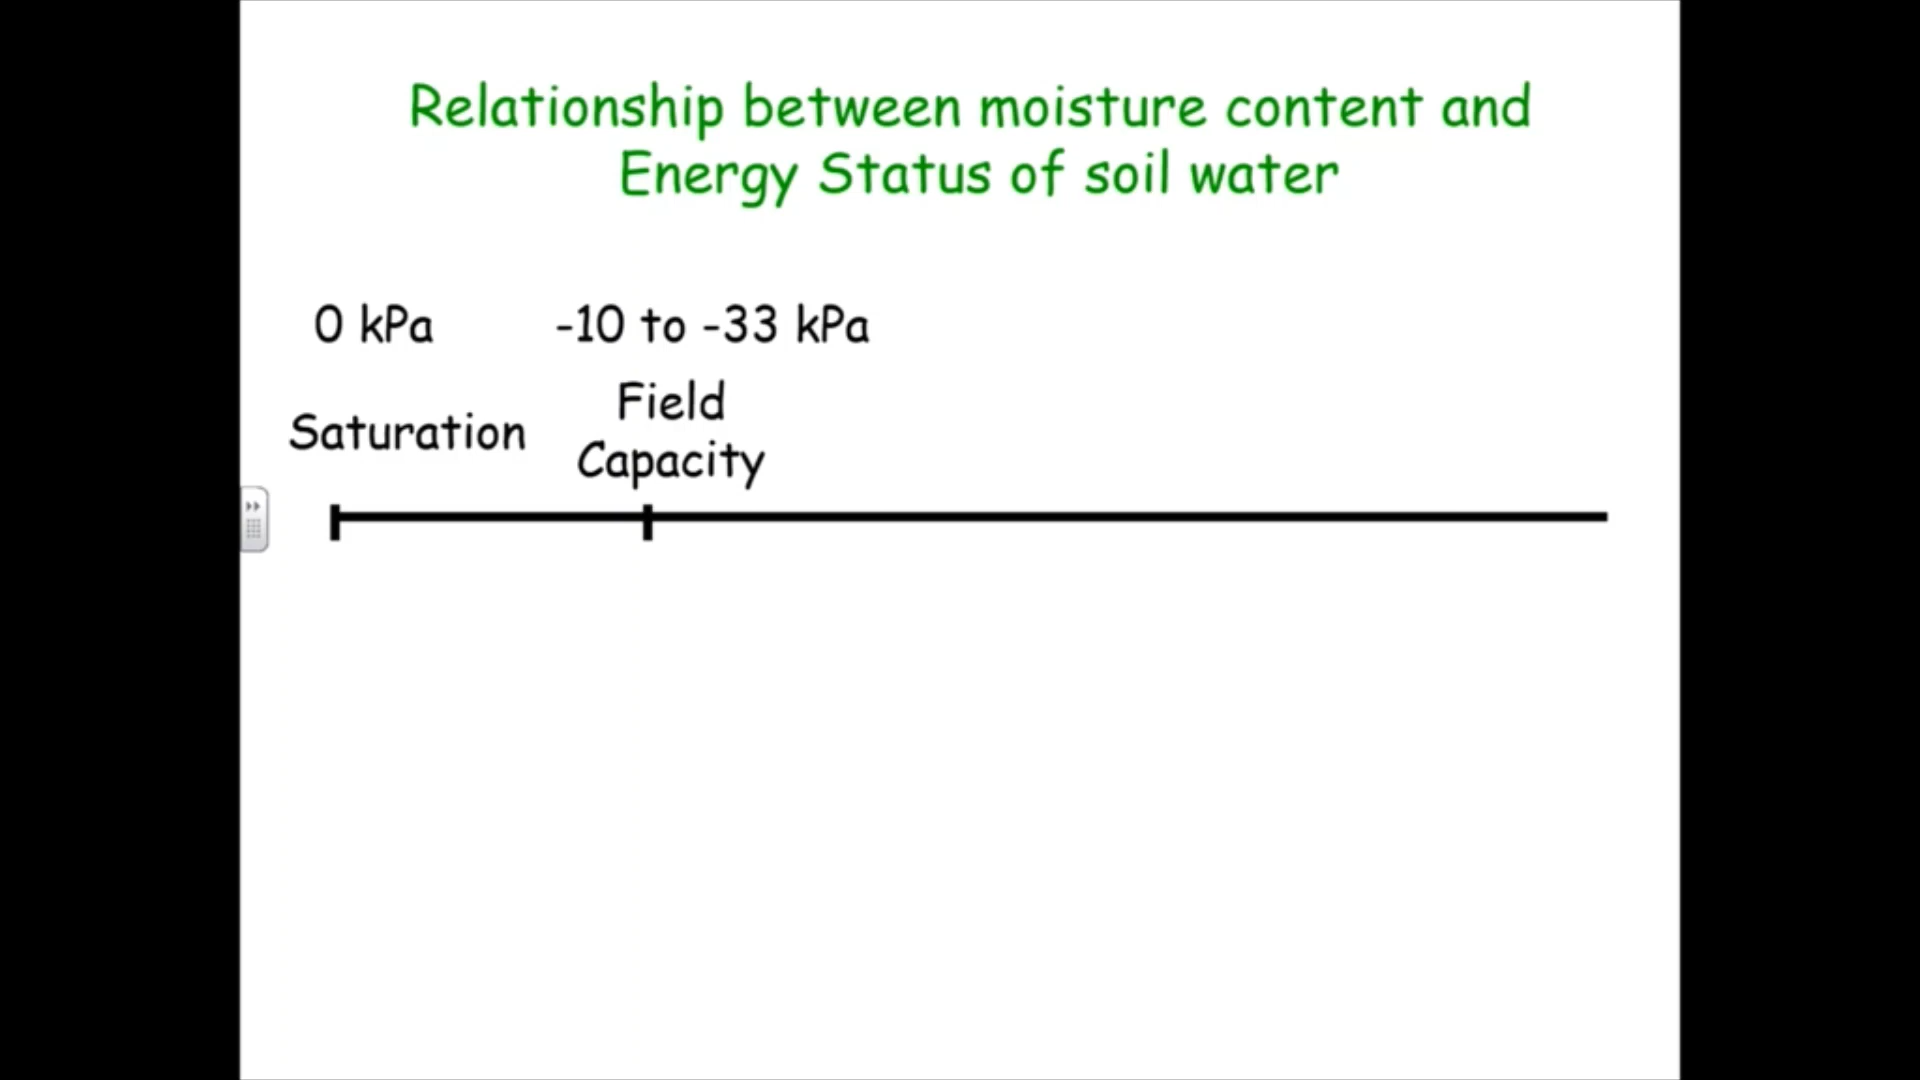 Relationship between moisture content and
Energy Status of soil water
0 kPa
-10 to -33 kPa
Saturation
Field
Capacity